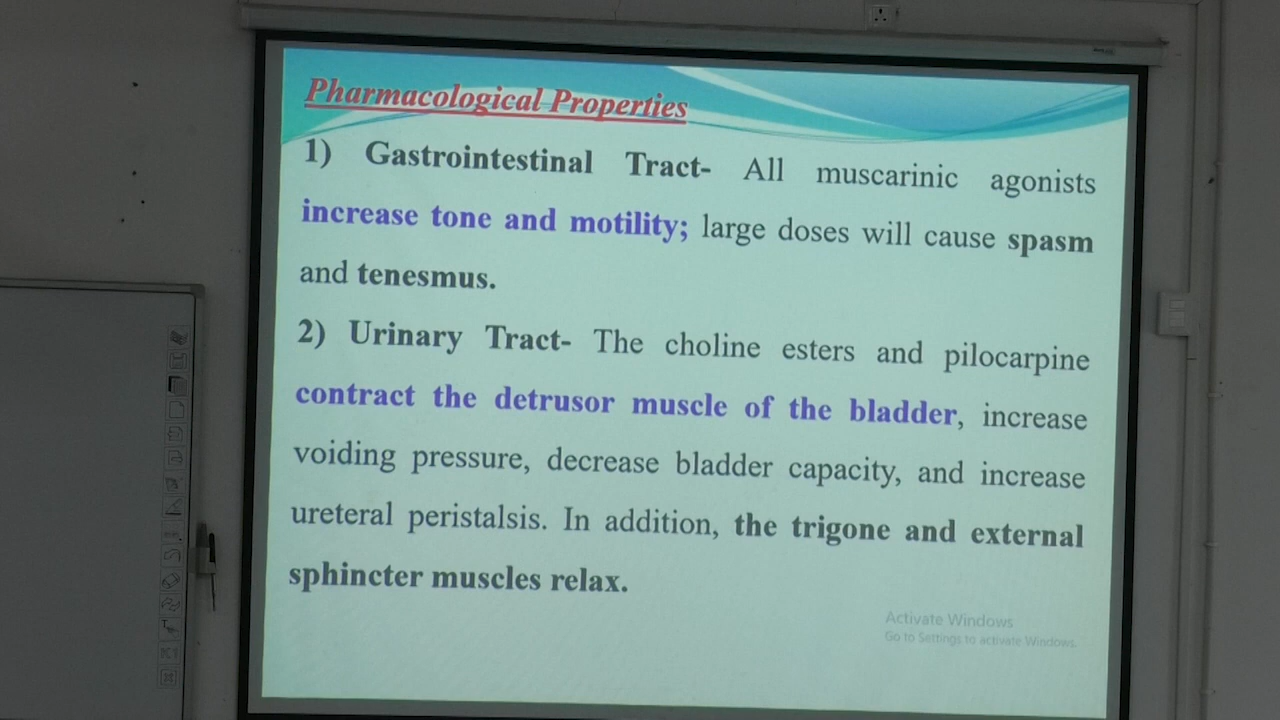 Pharmacological Properties
1) Gastrointestinal Tract- All muscarinic agonists
increase tone and motility; large doses will cause spasm
and tenesmus.
2) Urinary Tract- The choline esters and pilocarpine
contract the detrusor muscle of the bladder, increase
voiding pressure, decrease bladder capacity, and increase
ureteral peristalsis. In addition, the trigone and external
sphincter muscles relax.
Activate Windows
Go to Settings to activate Windows.